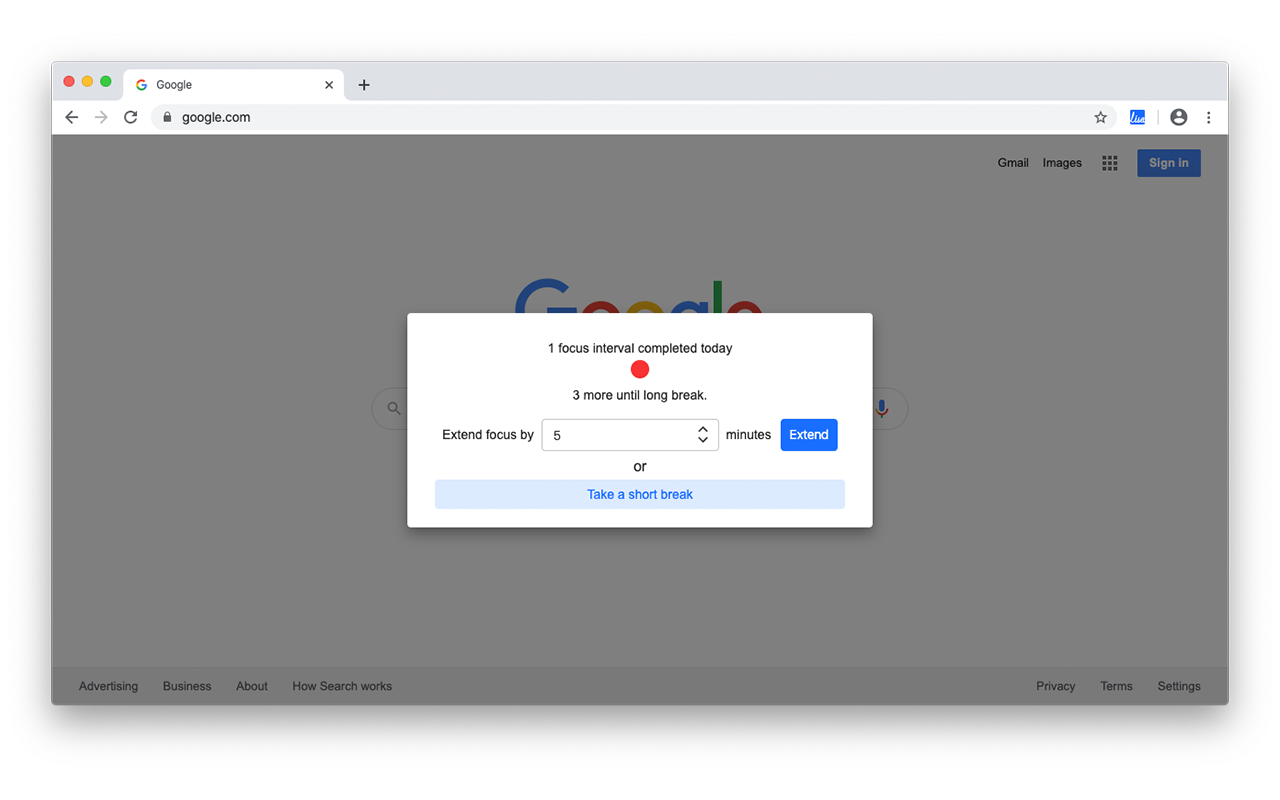 Google
google.com
live
Gmail Images Sign in
Google
1 focus interval completed today
3 more until long break.
Extend focus by 5 minutes Extend
or
Take a short break
Advertising Business About How Search works Privacy Terms Settings